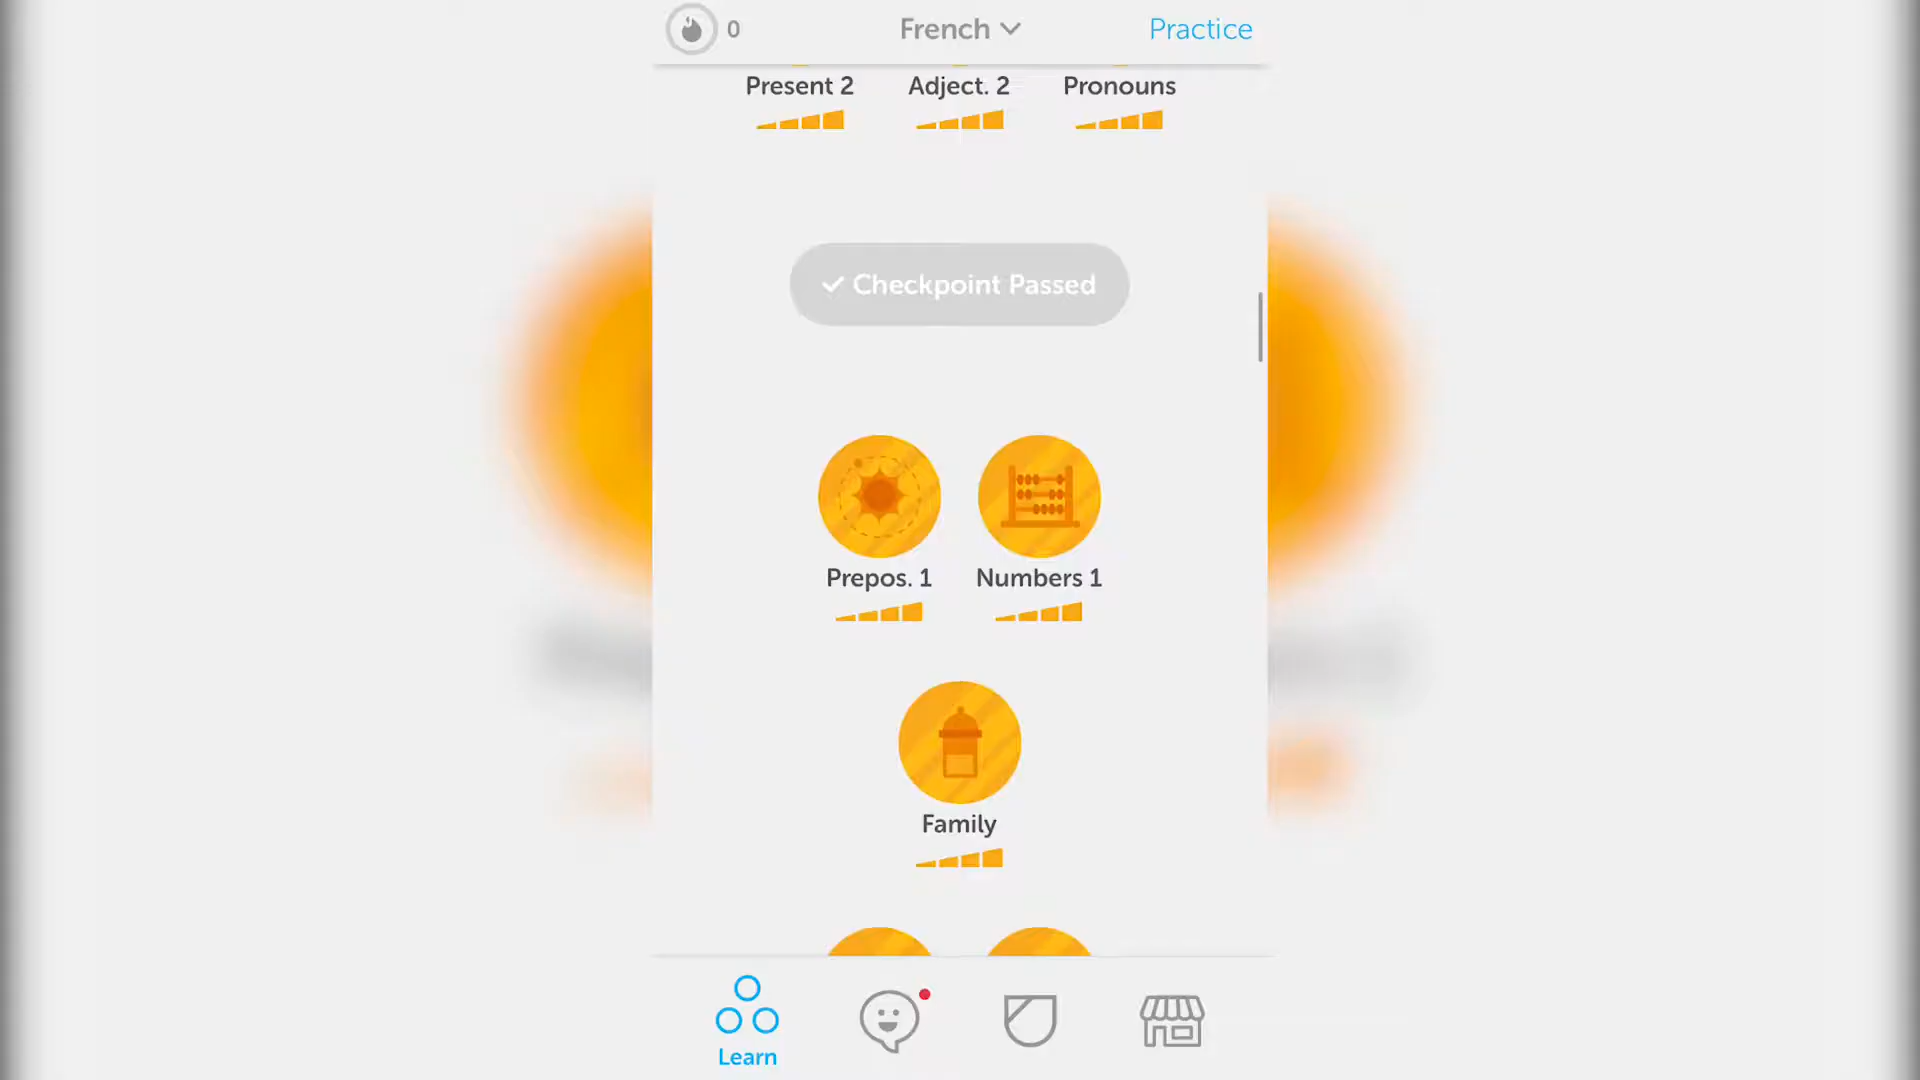 0
French
Practice
Present 2
Adject. 2
Pronouns
Checkpoint Passed
Prepos. 1
Numbers 1
Family
Learn